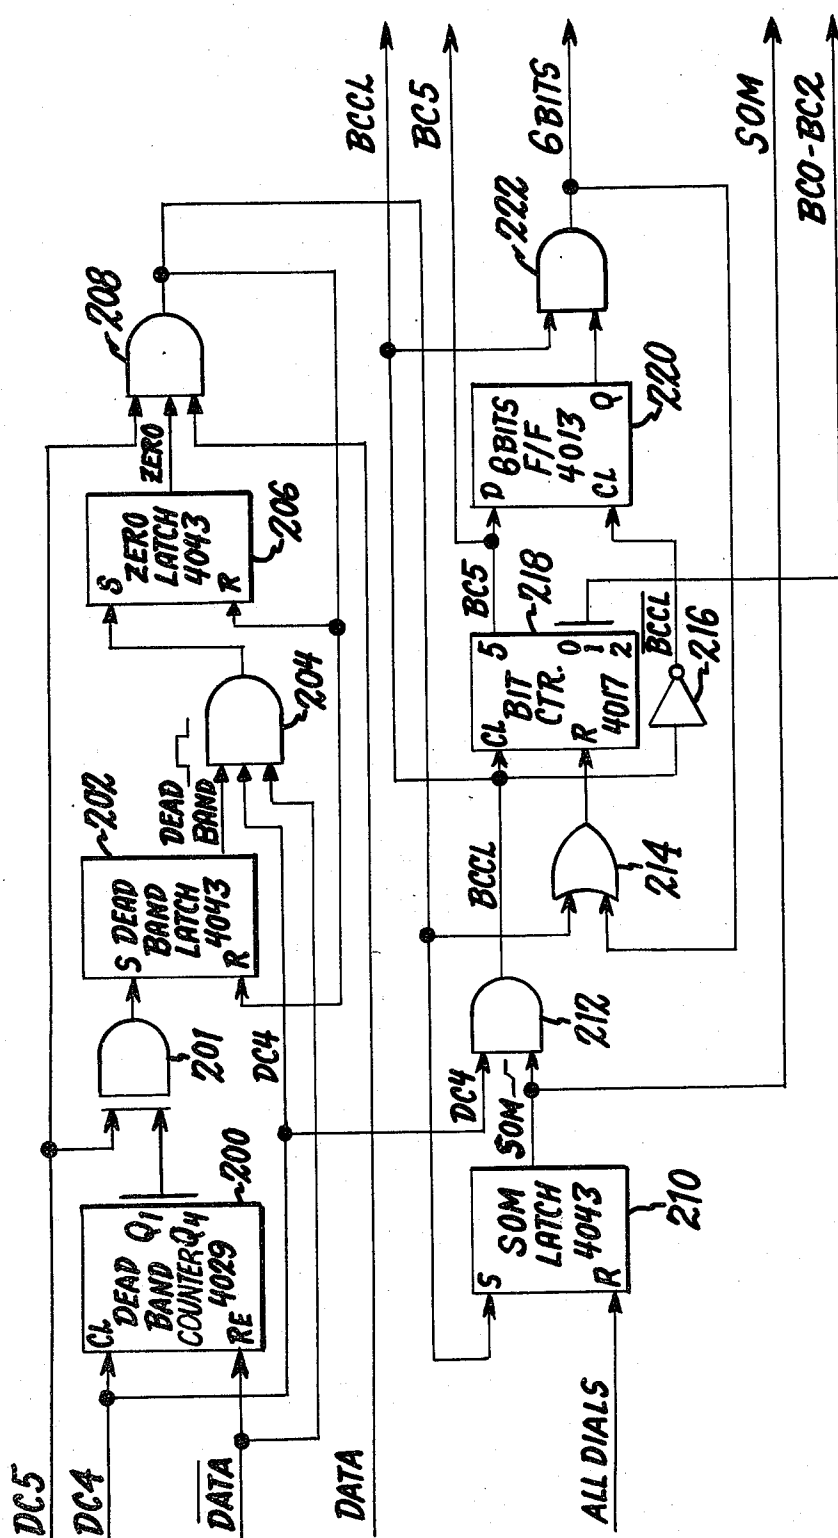 DC5
DC4
DATA
DATA
CL
DEAD
BAND
COUNTER
4029
RE
Q1
Q4
200
201
S DEAD
BAND
LATCH
4043
R
202
DC4
DEAD
BAND
204
S
ZERO
LATCH
4043
R
206
ZERO
208
ALL DIALS
S
SOM
LATCH
4043
R
210
SOM
DC4
212
BCCL
214
CL
BIT
CTR.
4017
R
5
0
1
2
218
BCCL
216
BC5
D
6BITS
F/F
4013
CL
Q
220
222
BCCL
BC5
6BITS
SOM
BC0-BC2